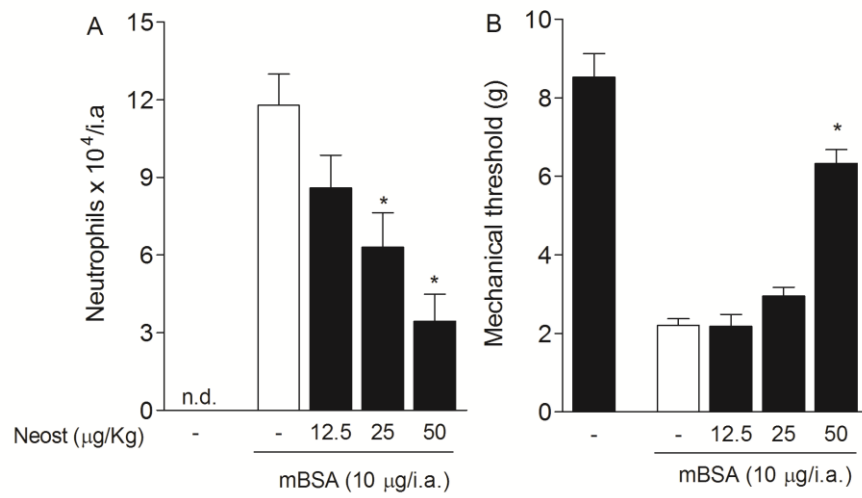 A
Neutrophils x 10⁴/i.a
15
12
9
6
3
0
n.d.
*
*
Neost (μg/Kg) - - 12.5 25 50
mBSA (10 μg/i.a.)
B
Mechanical threshold (g)
10
8
6
4
2
0
*
- - 12.5 25 50
mBSA (10 μg/i.a.)